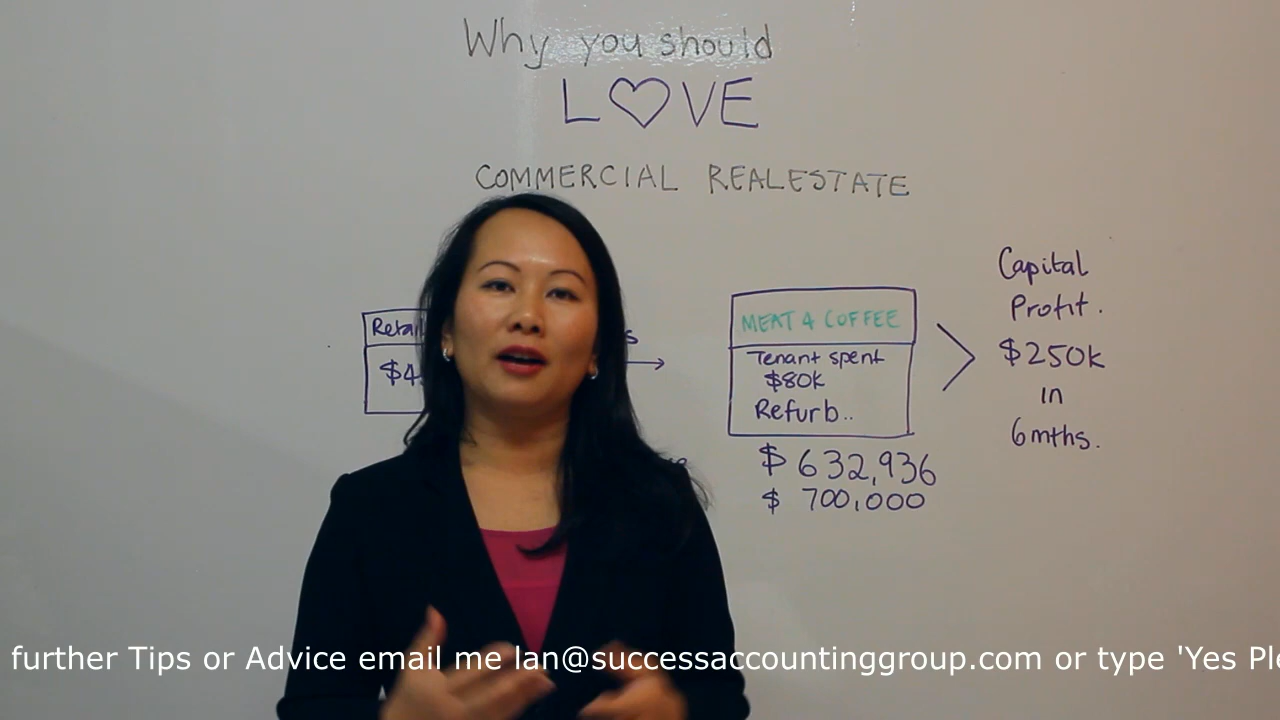 Why you should
L♡VE
COMMERCIAL REALESTATE
Retail
$4
s
MEAT & COFFEE
Tenant spent
$80K
Refurb..
$ 632,936
$ 700,000
Capital
Profit.
$250K
in
6mths.
further Tips or Advice email me lan@successaccountinggroup.com or type 'Yes Ple